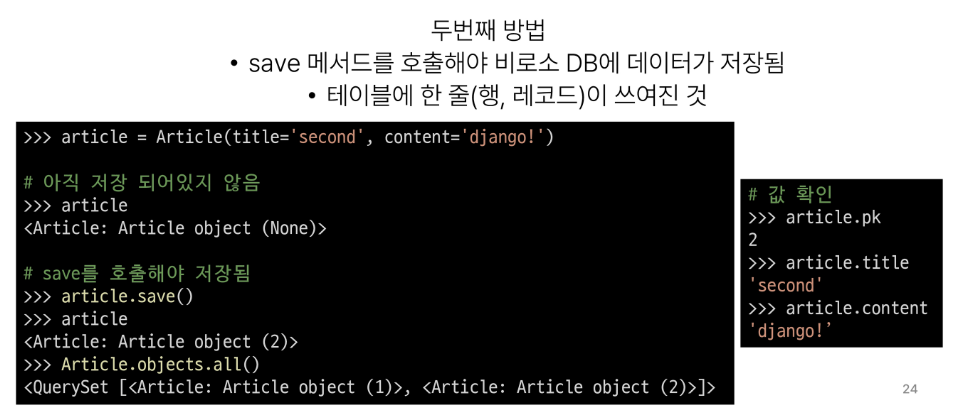 두번째 방법
• save 메서드를 호출해야 비로소 DB에 데이터가 저장됨
• 테이블에 한 줄(행, 레코드)이 쓰여진 것
>>> article = Article(title='second', content='django!')
# 아직 저장 되어있지 않음
>>> article
<Article: Article object (None)>
# save를 호출해야 저장됨
>>> article.save()
>>> article
<Article: Article object (2)>
>>> Article.objects.all()
<QuerySet [<Article: Article object (1)>, <Article: Article object (2)>]>
# 값 확인
>>> article.pk
2
>>> article.title
'second'
>>> article.content
'django!’
24